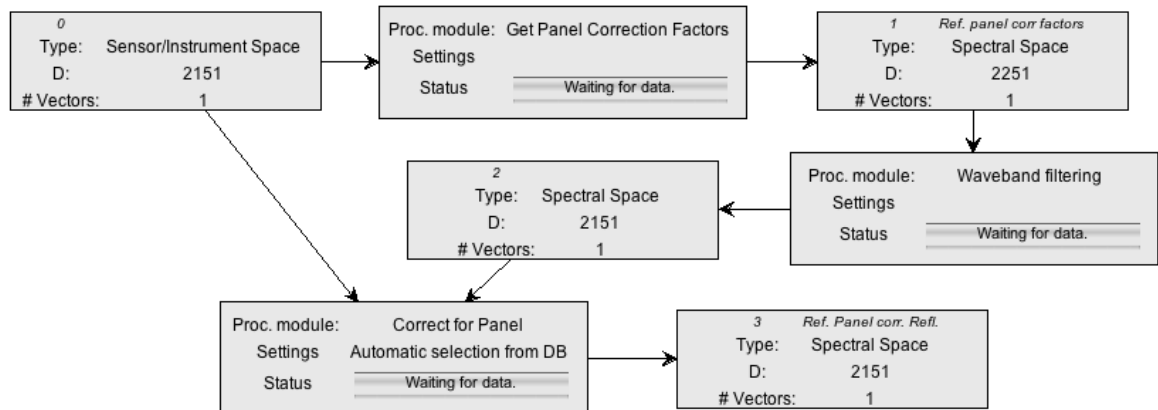 0
Type: Sensor/Instrument Space
D: 2151
# Vectors: 1
Proc. module: Get Panel Correction Factors
Settings
Status Waiting for data.
1 Ref. panel corr factors
Type: Spectral Space
D: 2251
# Vectors: 1
Proc. module: Waveband filtering
Settings
Status Waiting for data.
2
Type: Spectral Space
D: 2151
# Vectors: 1
Proc. module: Correct for Panel
Settings Automatic selection from DB
Status Waiting for data.
3 Ref. Panel corr. Refl.
Type: Spectral Space
D: 2151
# Vectors: 1